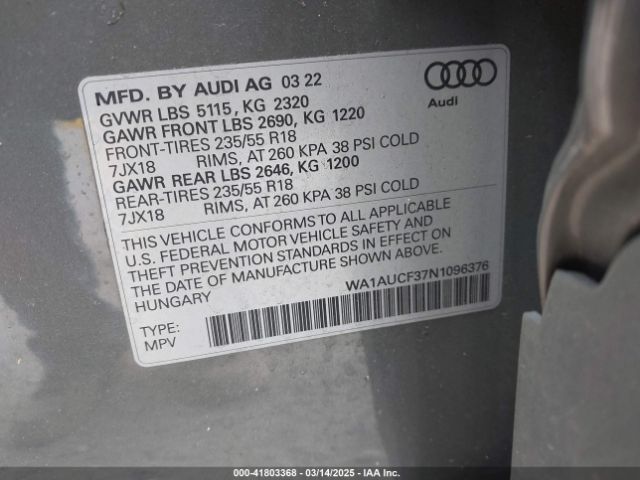 MFD. BY AUDI AG 03 22
Audi
GVWR LBS 5115, KG 2320
GAWR FRONT LBS 2690, KG 1220
FRONT-TIRES 235/55 R18
7JX18 RIMS, AT 260 KPA 38 PSI COLD
GAWR REAR LBS 2646, KG 1200
REAR-TIRES 235/55 R18
7JX18 RIMS, AT 260 KPA 38 PSI COLD
THIS VEHICLE CONFORMS TO ALL APPLICABLE
U.S. FEDERAL MOTOR VEHICLE SAFETY AND
THEFT PREVENTION STANDARDS IN EFFECT ON
THE DATE OF MANUFACTURE SHOWN ABOVE.
HUNGARY
WA1AUCF37N1096376
TYPE:
MPV
000-41803368 | 03/14/2025 | IAA Inc.